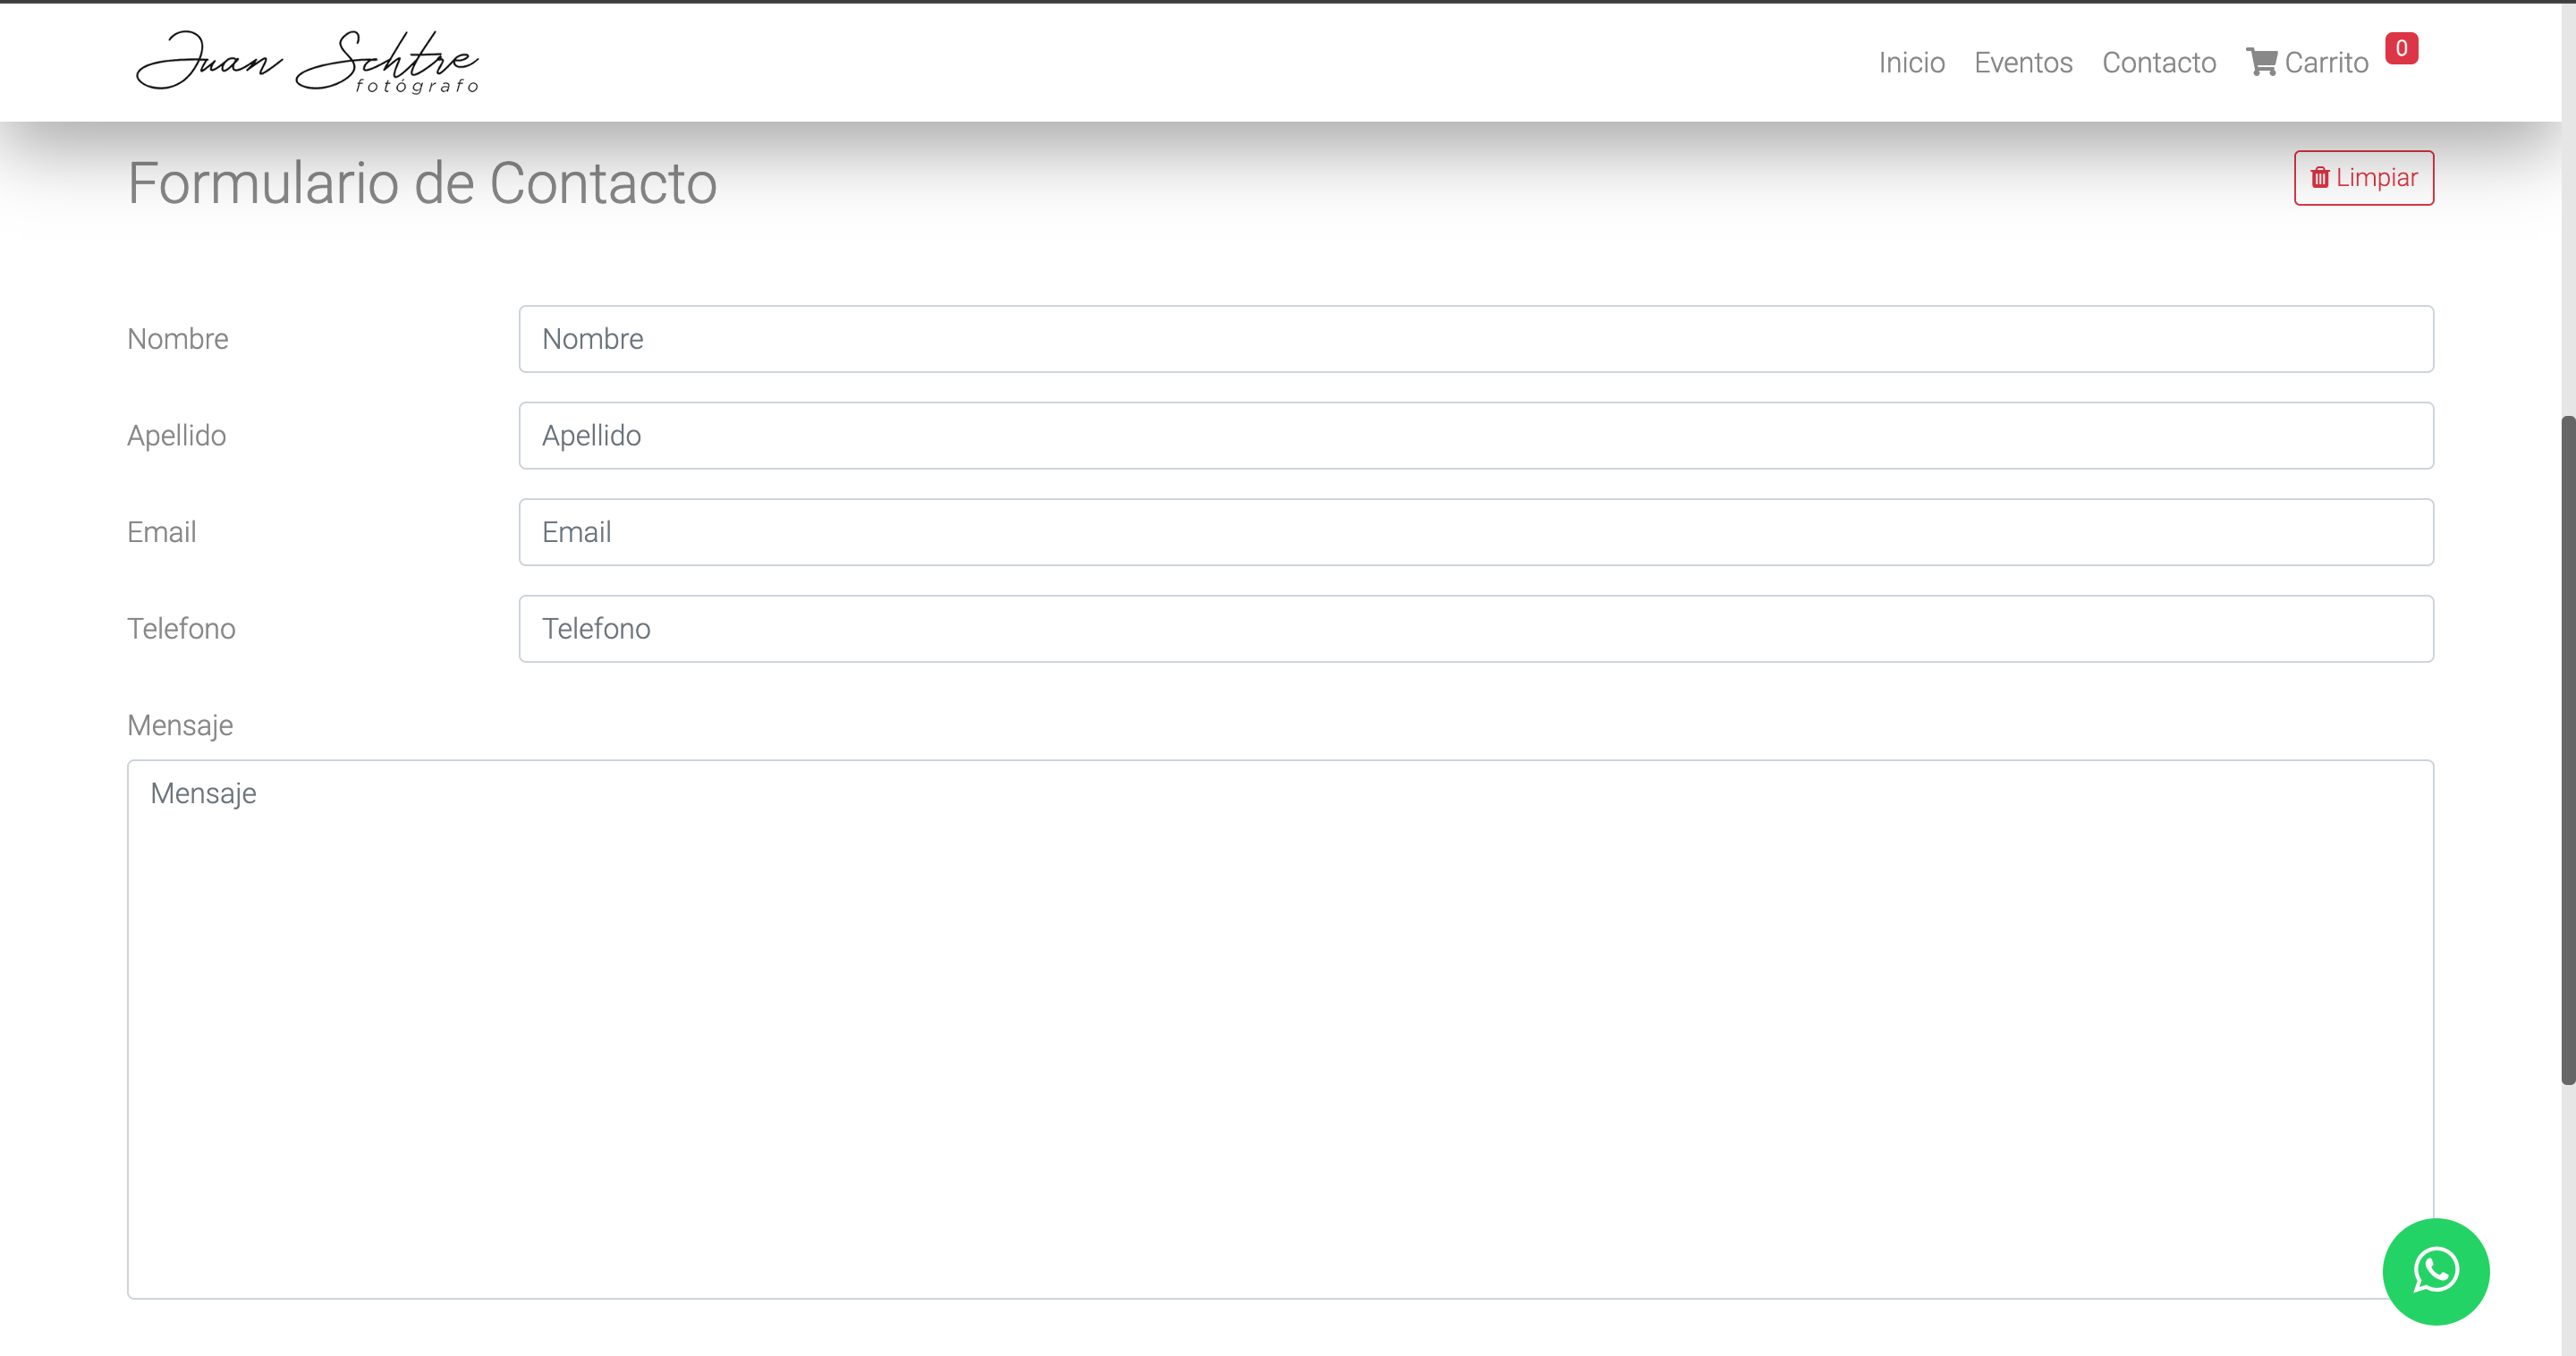 Juan Schtre
fotógrafo
Inicio Eventos Contacto Carrito 0
Formulario de Contacto
Limpiar
Nombre Nombre
Apellido Apellido
Email Email
Telefono Telefono
Mensaje
Mensaje